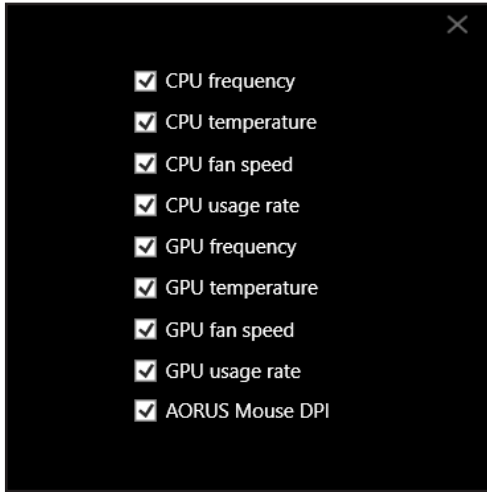 CPU frequency
CPU temperature
CPU fan speed
CPU usage rate
GPU frequency
GPU temperature
GPU fan speed
GPU usage rate
AORUS Mouse DPI